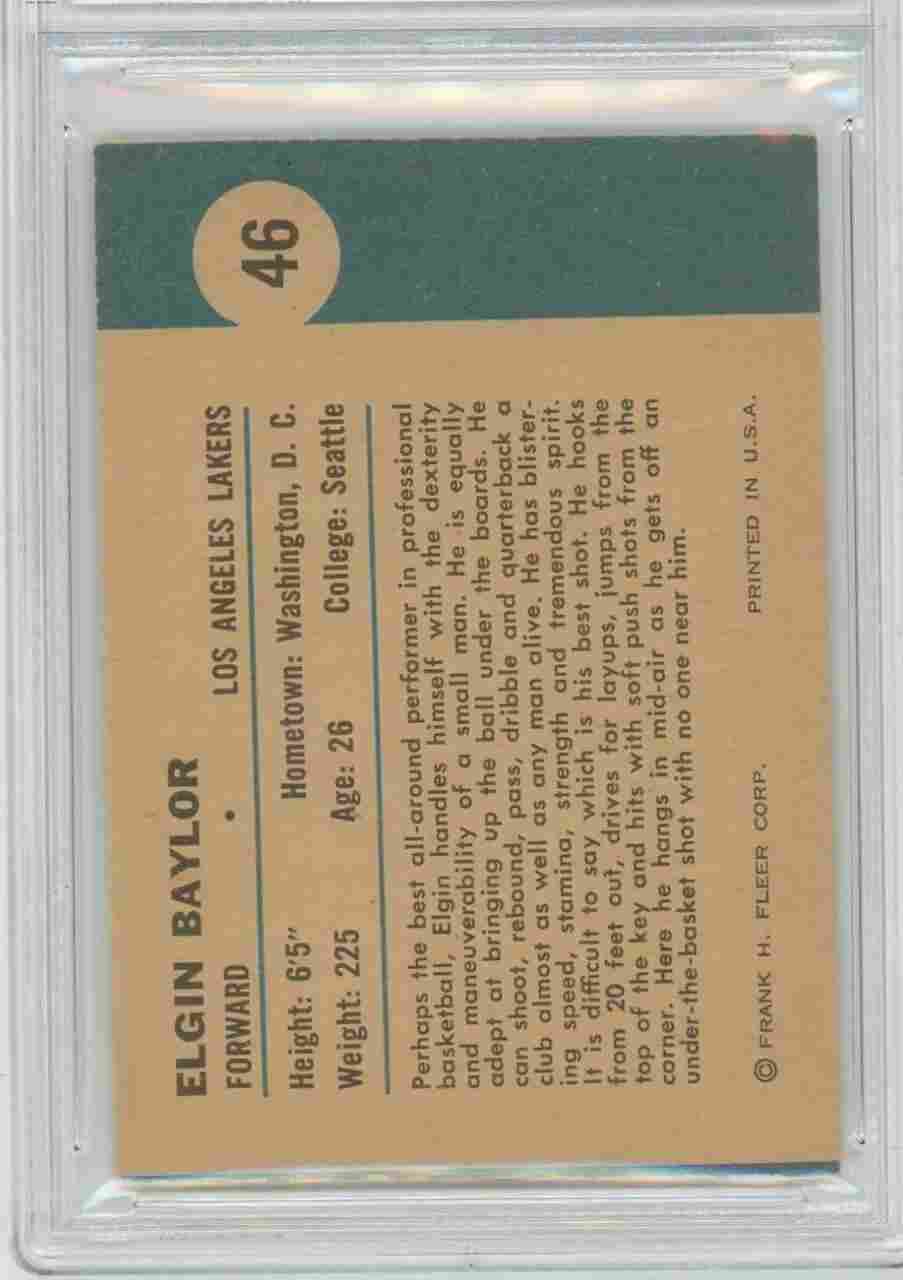 46
ELGIN BAYLOR
FORWARD • LOS ANGELES LAKERS
Height: 6'5" Hometown: Washington, D. C.
Weight: 225 Age: 26 College: Seattle
Perhaps the best all-around performer in professional
basketball, Elgin handles himself with the dexterity
and maneuverability of a small man. He is equally
adept at bringing up the ball under the boards. He
can shoot, rebound, pass, dribble and quarterback a
club almost as well as any man alive. He has blister-
ing speed, stamina, strength and tremendous spirit.
It is difficult to say which is his best shot. He hooks
from 20 feet out, drives for layups, jumps from the
top of the key and hits with soft push shots from the
corner. Here he hangs in mid-air as he gets off an
under-the-basket shot with no one near him.
© FRANK H. FLEER CORP. PRINTED IN U.S.A.